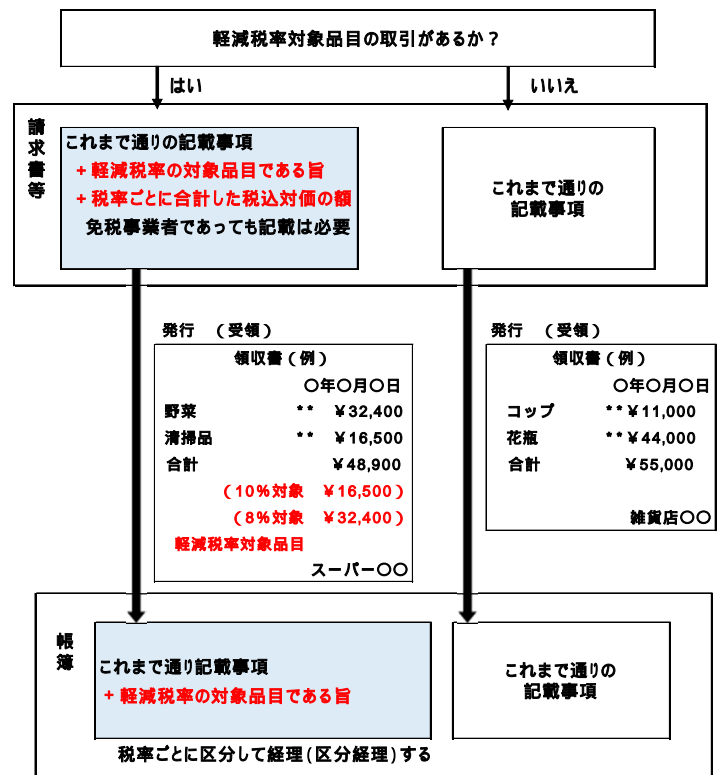 軽減税率対象品目の取引があるか？
はい
いいえ
請求書等
これまで通りの記載事項
+ 軽減税率の対象品目である旨
+ 税率ごとに合計した税込対価の額
免税事業者であっても記載は必要
これまで通りの
記載事項
発行 （受領）
領収書（例）
〇年〇月〇日
野菜 ** ￥32,400
清掃品 ** ￥16,500
合計 ￥48,900
（10％対象 ￥16,500）
（8％対象 ￥32,400）
軽減税率対象品目
スーパー〇〇
発行 （受領）
領収書（例）
〇年〇月〇日
コップ **￥11,000
花瓶 **￥44,000
合計 ￥55,000
雑貨店〇〇
帳簿
これまで通り記載事項
+ 軽減税率の対象品目である旨
これまで通りの
記載事項
税率ごとに区分して経理(区分経理)する